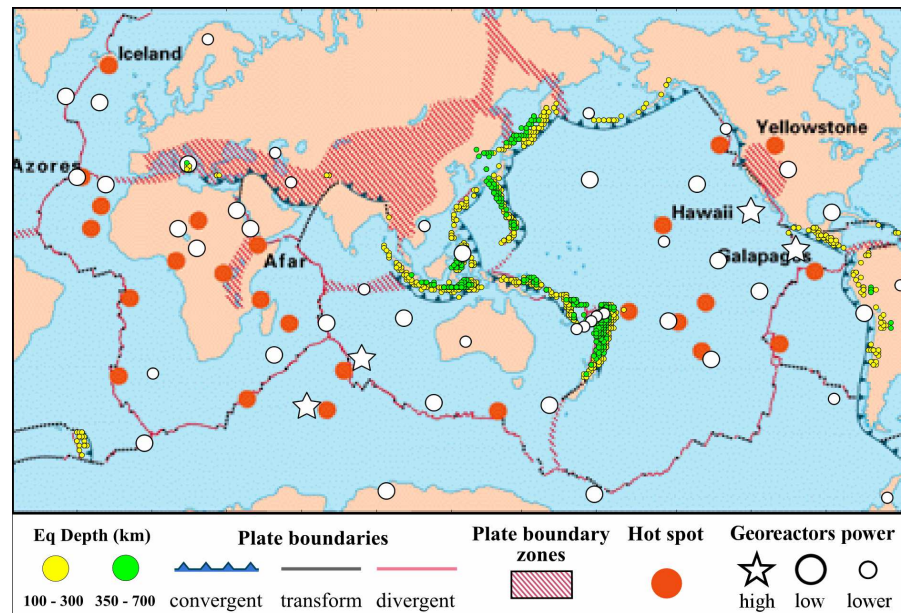 Iceland
Azores
Afar
Yellowstone
Hawaii
Galapagos
Eq Depth (km)
100 - 300
350 - 700
Plate boundaries
convergent
transform
divergent
Plate boundary
zones
Hot spot
Georeactors power
high
low
lower